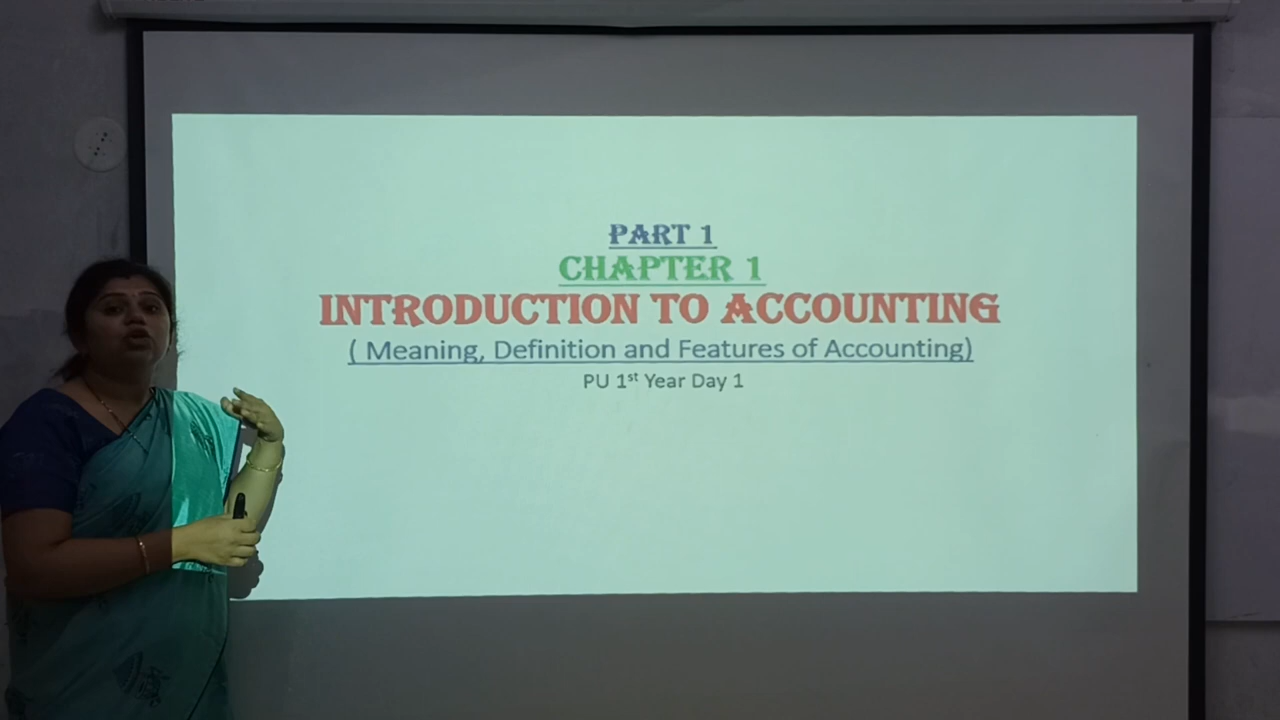 PART 1
CHAPTER 1
INTRODUCTION TO ACCOUNTING
( Meaning, Definition and Features of Accounting)
PU 1st Year Day 1